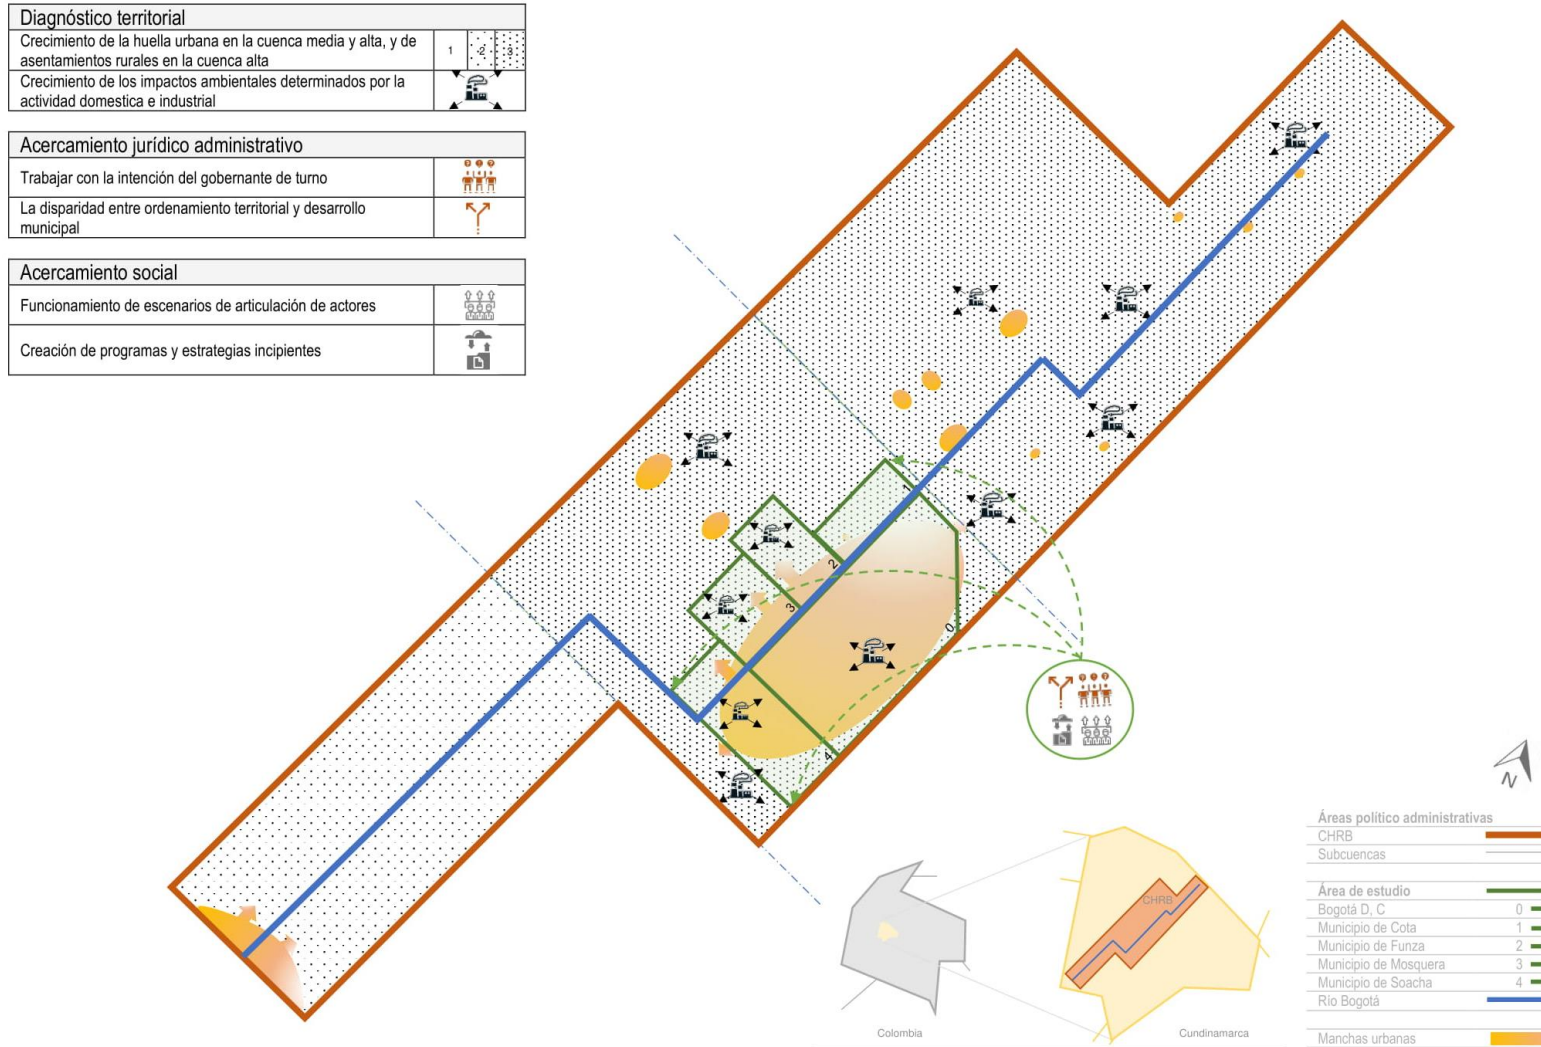 Diagnóstico territorial
Crecimiento de la huella urbana en la cuenca media y alta, y de
asentamientos rurales en la cuenca alta
1 2 3
Crecimiento de los impactos ambientales determinados por la
actividad domestica e industrial
Acercamiento jurídico administrativo
Trabajar con la intención del gobernante de turno
La disparidad entre ordenamiento territorial y desarrollo
municipal
Acercamiento social
Funcionamiento de escenarios de articulación de actores
Creación de programas y estrategias incipientes
1
2
3
0
4
N
CHRB
Colombia
Cundinamarca
Áreas político administrativas
CHRB
Subcuencas
Área de estudio
Bogotá D, C 0
Municipio de Cota 1
Municipio de Funza 2
Municipio de Mosquera 3
Municipio de Soacha 4
Río Bogotá
Manchas urbanas